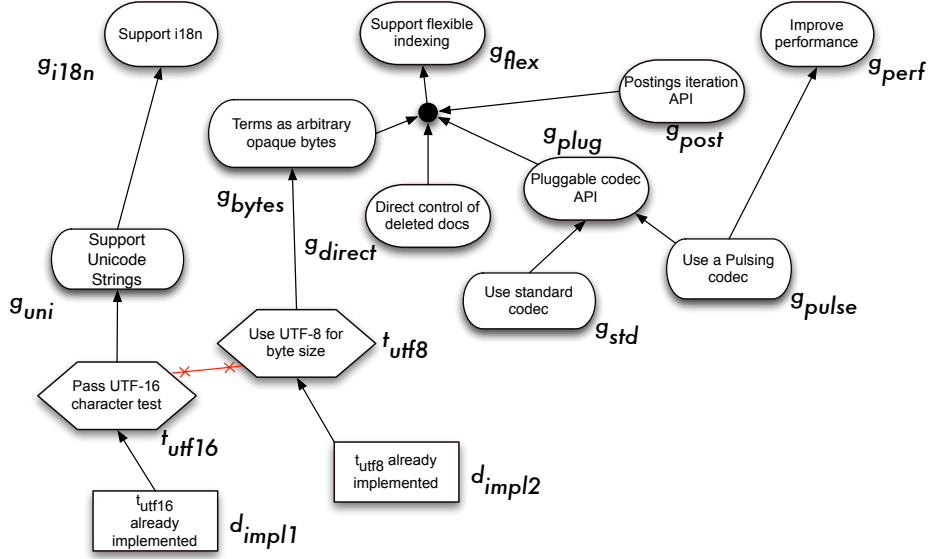 Support i18n
g_i18n
Support flexible
indexing
g_flex
Improve
performance
g_perf
Postings iteration
API
g_post
Terms as arbitrary
opaque bytes
g_bytes
g_plug
Pluggable codec
API
Direct control of
deleted docs
g_direct
Support
Unicode
Strings
g_uni
Use a Pulsing
codec
g_pulse
Use standard
codec
g_std
Use UTF-8 for
byte size
t_utf8
Pass UTF-16
character test
t_utf16
t_utf8 already
implemented
d_impl2
t_utf16
already
implemented
d_impl1